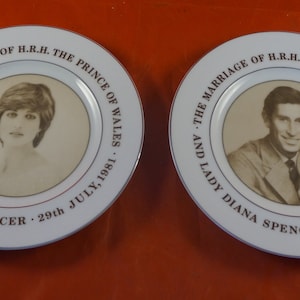 OF H.R.H. THE PRINCE OF WALES
CER · 29th JULY, 1981 ·
· THE MARRIAGE OF H.R.H.
AND LADY DIANA SPENC